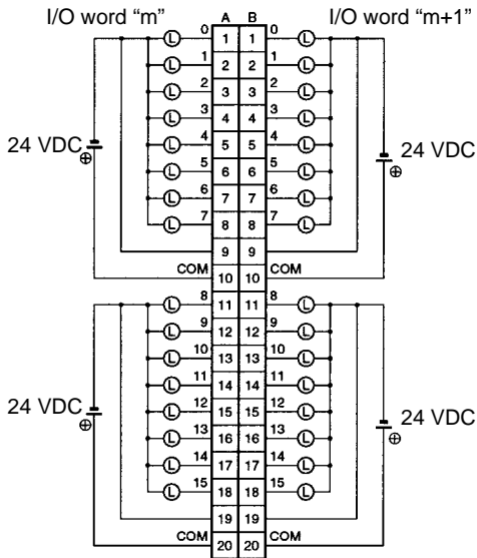 I/O word “m” A B I/O word “m+1”
0 L 1 1 L 0
1 L 2 2 L 1
2 L 3 3 L 2
3 L 4 4 L 3
4 L 5 5 L 4
24 VDC ⊕ ⊕ 24 VDC
5 L 6 6 L 5
6 L 7 7 L 6
7 L 8 8 L 7
9 9
COM 10 10 COM
8 L 11 11 L 8
9 L 12 12 L 9
10 L 13 13 L 10
11 L 14 14 L 11
12 L 15 15 L 12
24 VDC ⊕ ⊕ 24 VDC
13 L 16 16 L 13
14 L 17 17 L 14
15 L 18 18 L 15
19 19
COM 20 20 COM